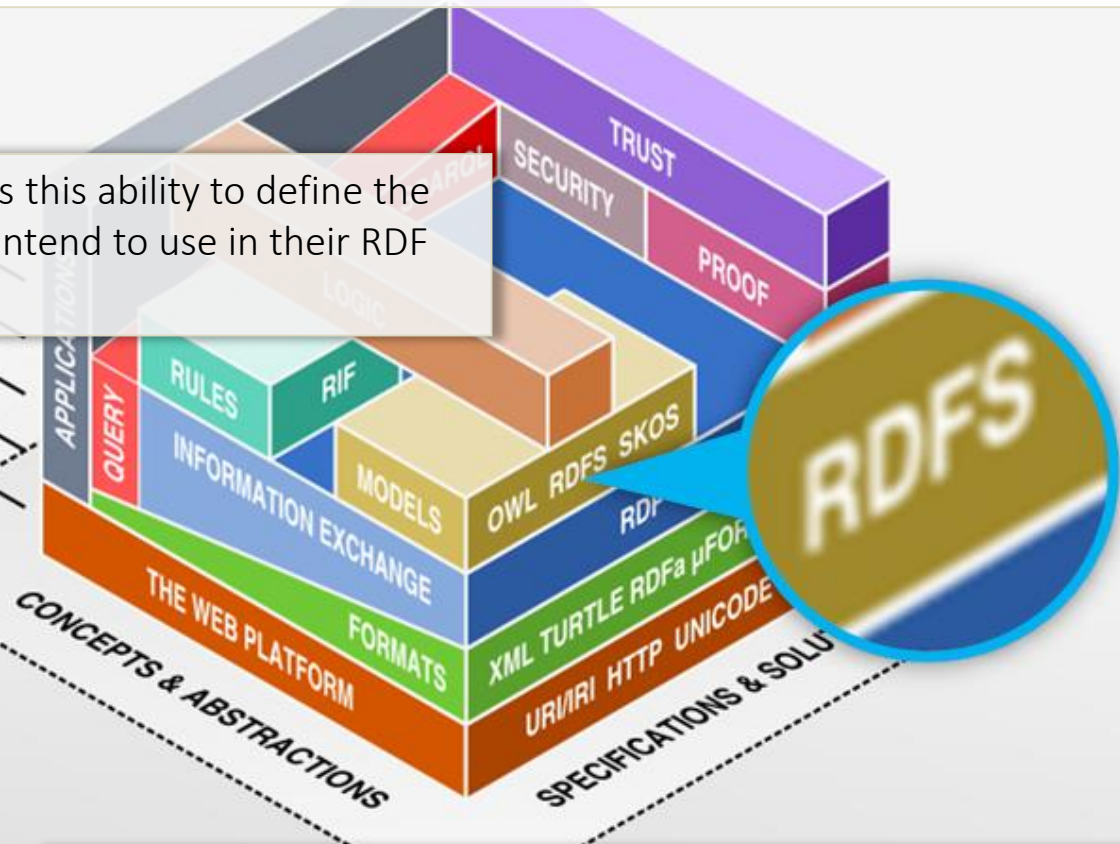 TRUST
SECURITY
PROOF
s this ability to define the
ntend to use in their RDF
LOGIC
APPLICATIONS
RULES
RIF
QUERY
INFORMATION EXCHANGE
MODELS
OWL RDFS SKOS
RDFS
THE WEB PLATFORM
FORMATS
XML TURTLE RDFa
URI/IRI HTTP UNICODE
CONCEPTS & ABSTRACTIONS
SPECIFICATIONS &